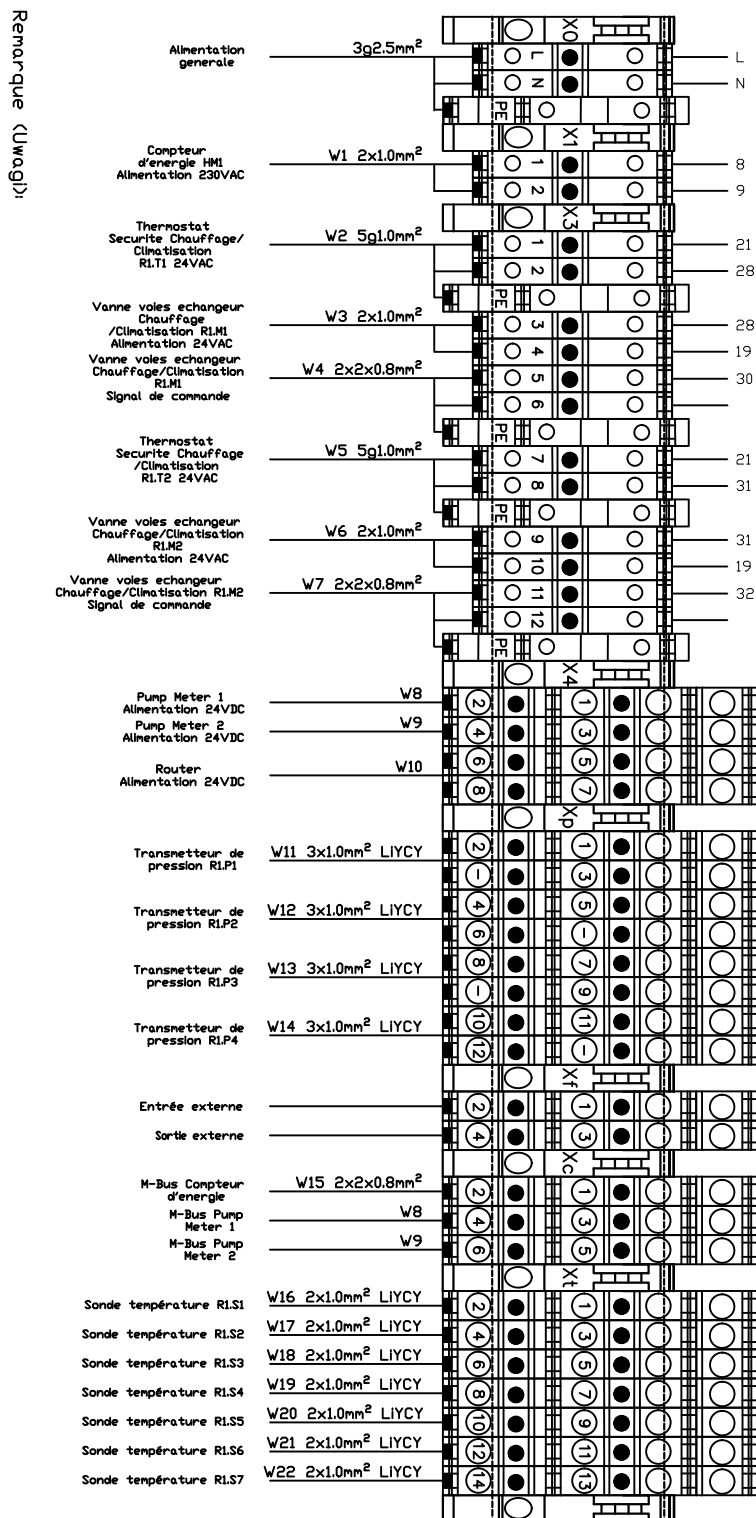 Remarque (Uwagi):
X0
Alimentation
generale
3g2.5mm²
L
L
N
N
PE
X1
Compteur
d'energie HM1
Alimentation 230VAC
W1 2x1.0mm²
1
8
2
9
X3
Thermostat
Securite Chauffage/
Climatisation
R1.T1 24VAC
W2 5g1.0mm²
1
21
2
28
PE
Vanne voies echangeur
Chauffage
/Climatisation R1.M1
Alimentation 24VAC
W3 2x1.0mm²
3
28
4
19
Vanne voies echangeur
Chauffage/Climatisation
R1.M1
Signal de commande
W4 2x2x0.8mm²
5
30
6
PE
Thermostat
Securite Chauffage
/Climatisation
R1.T2 24VAC
W5 5g1.0mm²
7
21
8
31
PE
Vanne voies echangeur
Chauffage/Climatisation
R1.M2
Alimentation 24VAC
W6 2x1.0mm²
9
31
10
19
Vanne voies echangeur
Chauffage/Climatisation R1.M2
Signal de commande
W7 2x2x0.8mm²
11
32
12
PE
X4
Pump Meter 1
Alimentation 24VDC
W8
2
1
Pump Meter 2
Alimentation 24VDC
W9
4
3
Router
Alimentation 24VDC
W10
6
5
8
7
Xp
Transmetteur de
pression R1.P1
W11 3x1.0mm² LIYCY
2
1
-
3
Transmetteur de
pression R1.P2
W12 3x1.0mm² LIYCY
4
5
6
-
Transmetteur de
pression R1.P3
W13 3x1.0mm² LIYCY
8
7
-
9
Transmetteur de
pression R1.P4
W14 3x1.0mm² LIYCY
10
11
12
-
Xf
Entrée externe
2
1
Sortie externe
4
3
Xc
M-Bus Compteur
d'energie
W15 2x2x0.8mm²
2
1
M-Bus Pump
Meter 1
W8
4
3
M-Bus Pump
Meter 2
W9
6
5
Xt
Sonde température R1.S1
W16 2x1.0mm² LIYCY
2
1
Sonde température R1.S2
W17 2x1.0mm² LIYCY
4
3
Sonde température R1.S3
W18 2x1.0mm² LIYCY
6
5
Sonde température R1.S4
W19 2x1.0mm² LIYCY
8
7
Sonde température R1.S5
W20 2x1.0mm² LIYCY
10
9
Sonde température R1.S6
W21 2x1.0mm² LIYCY
12
11
Sonde température R1.S7
W22 2x1.0mm² LIYCY
14
13